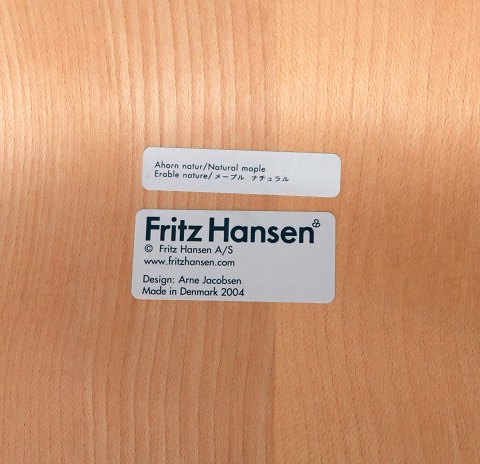 Ahorn natur/Natural maple
Erable nature/メープル ナチュラル
Fritz Hansen
© Fritz Hansen A/S
www.fritzhansen.com
Design: Arne Jacobsen
Made in Denmark 2004